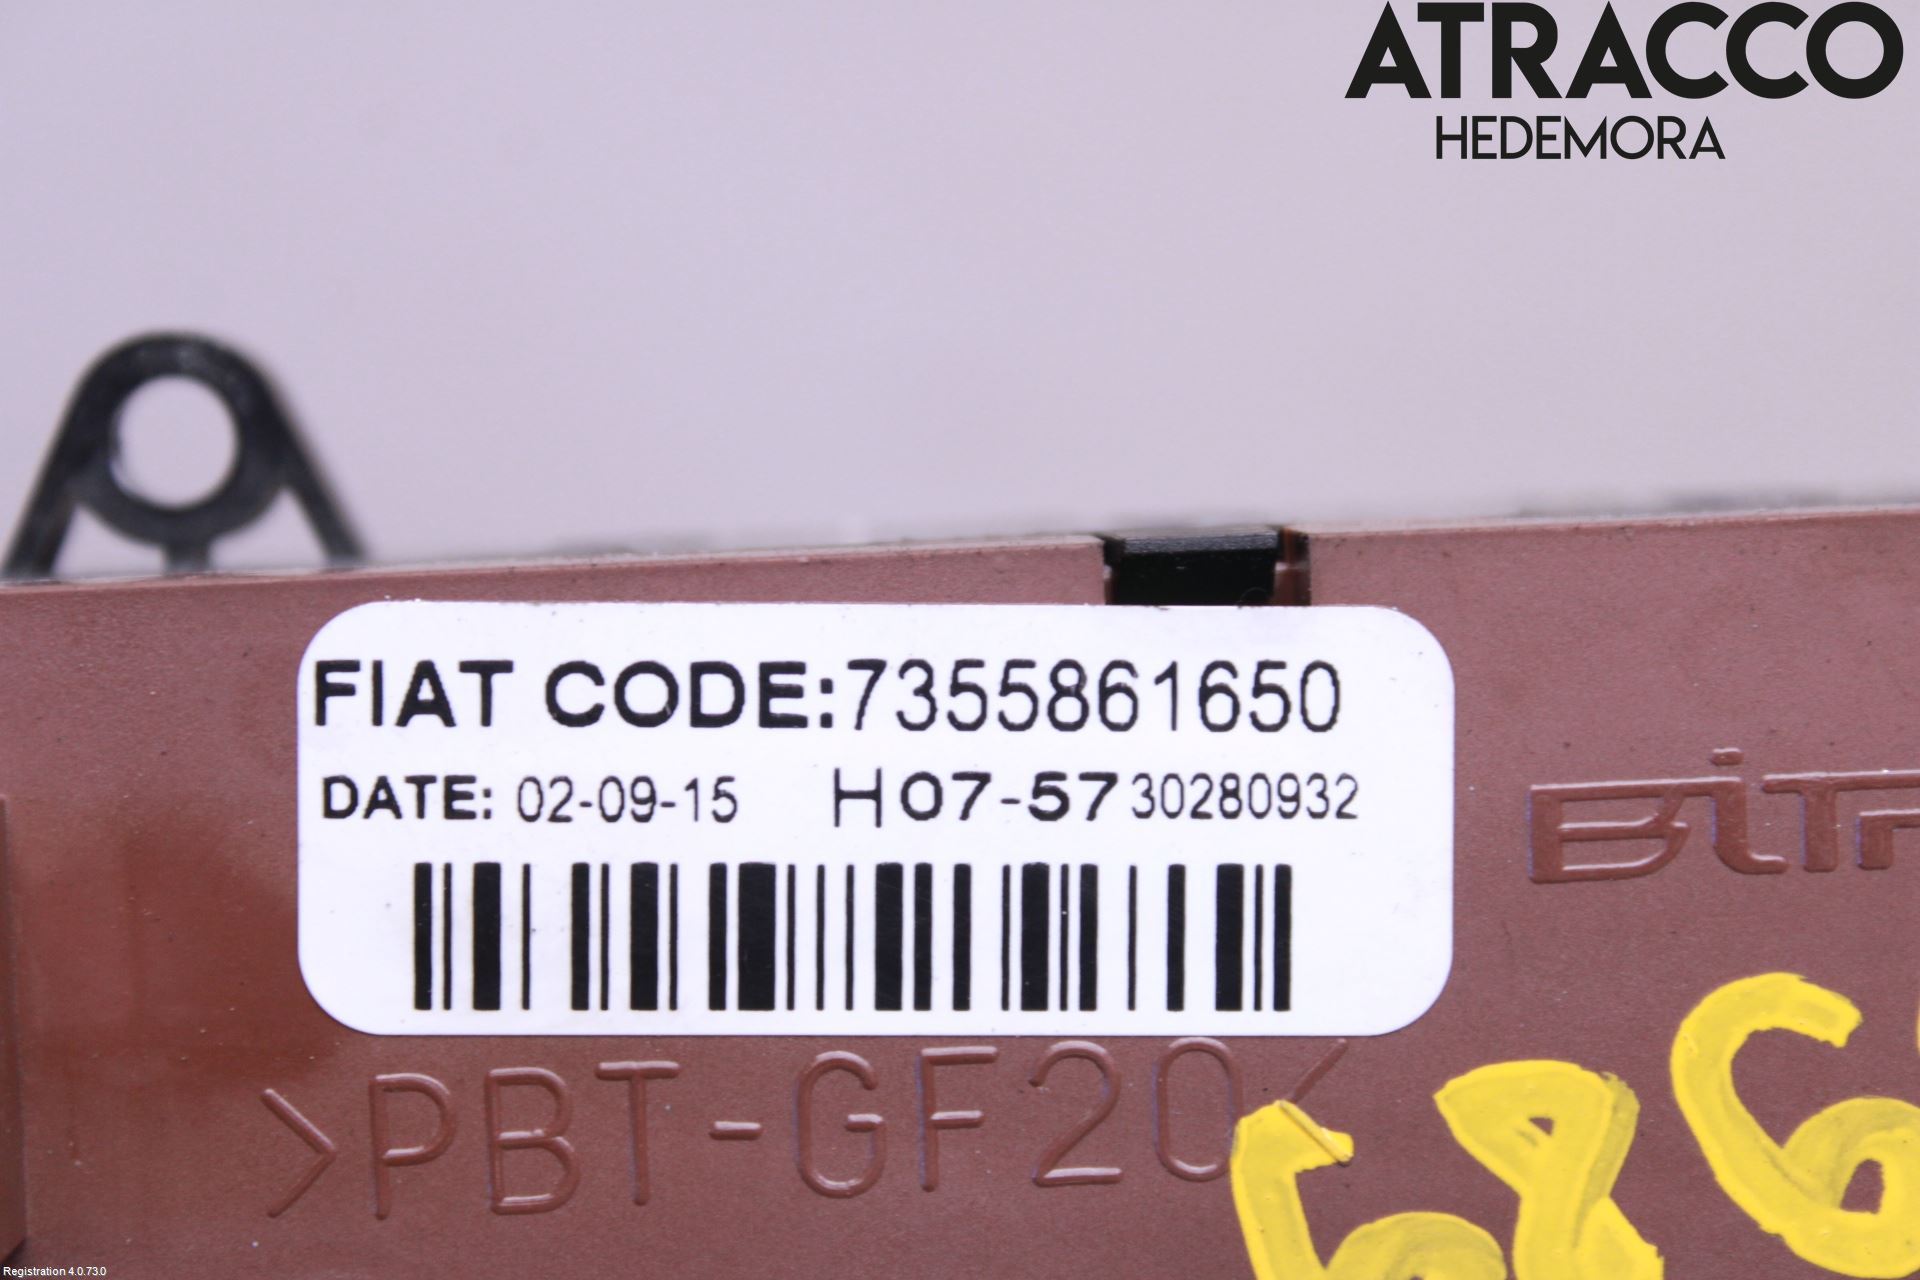 ATRACCO
HEDEMORA
FIAT CODE:7355861650
DATE: 02-09-15 H07-57 30280932
>PBT-GF20<
Registration 4.0.73.0